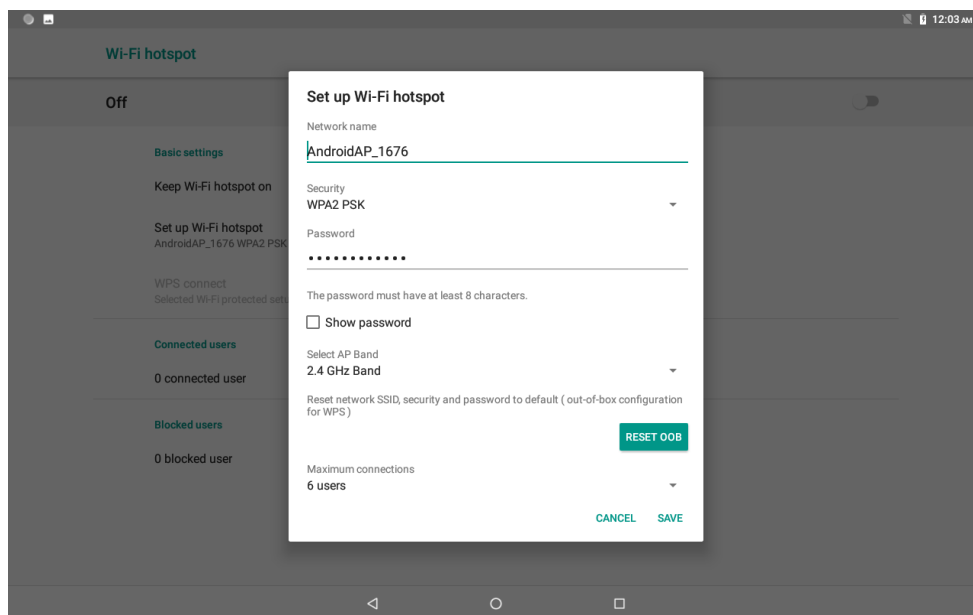 12:03 AM
Wi-Fi hotspot
Off
Basic settings
Keep Wi-Fi hotspot on
Set up Wi-Fi hotspot
AndroidAP_1676 WPA2 PSK
WPS connect
Selected Wi-Fi protected setu
Connected users
0 connected user
Blocked users
0 blocked user
Set up Wi-Fi hotspot
Network name
AndroidAP_1676
Security
WPA2 PSK
Password
••••••••••••
The password must have at least 8 characters.
Show password
Select AP Band
2.4 GHz Band
Reset network SSID, security and password to default ( out-of-box configuration
for WPS )
RESET OOB
Maximum connections
6 users
CANCEL SAVE